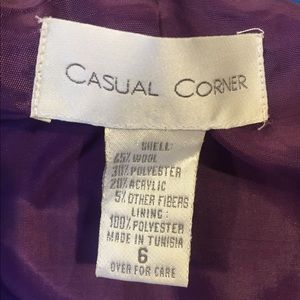 CASUAL CORNER
SHELL:
45% WOOL
30% POLYESTER
20% ACRYLIC
5% OTHER FIBERS
LINING:
100% POLYESTER
MADE IN TUNISIA
6
OVER FOR CARE